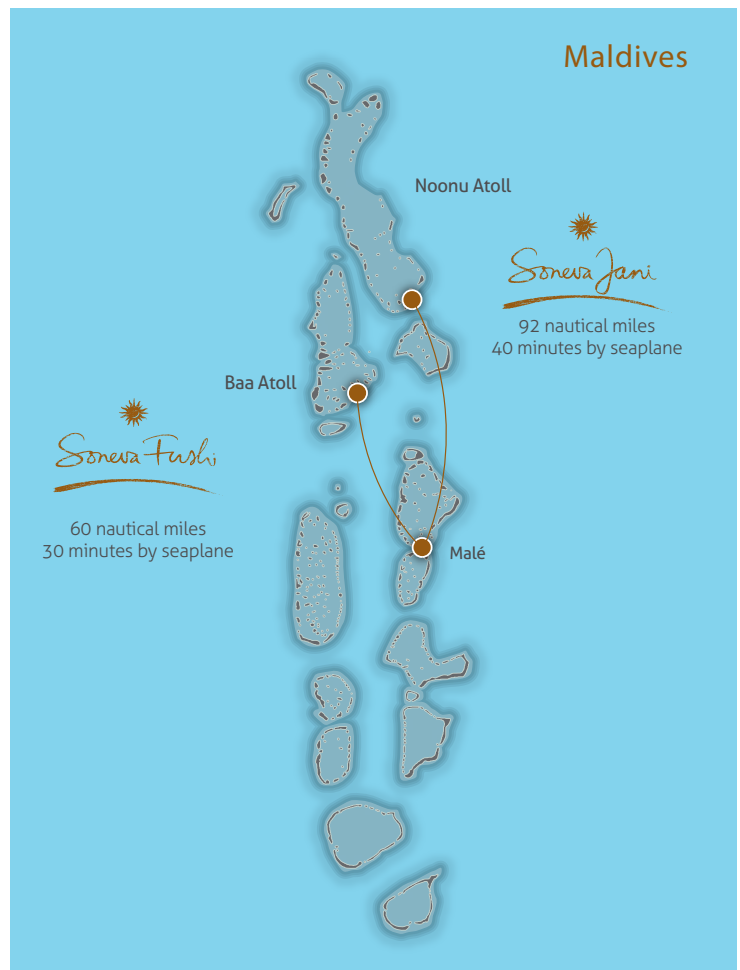 Maldives
Noonu Atoll
Soneva Jani
92 nautical miles
40 minutes by seaplane
Baa Atoll
Soneva Fushi
60 nautical miles
30 minutes by seaplane
Malé